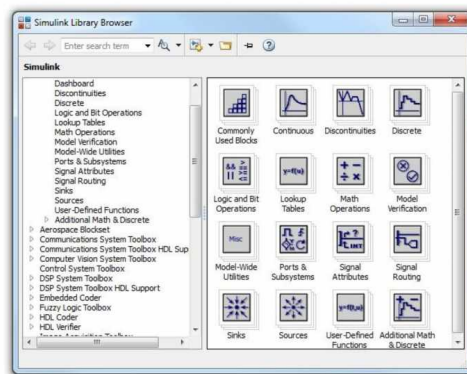 Simulink Library Browser
Enter search term
Simulink
Dashboard
Discontinuities
Discrete
Logic and Bit Operations
Lookup Tables
Math Operations
Model Verification
Model-Wide Utilities
Ports & Subsystems
Signal Attributes
Signal Routing
Sinks
Sources
User-Defined Functions
Additional Math & Discrete
Aerospace Blockset
Communications System Toolbox
Communications System Toolbox HDL Sup
Computer Vision System Toolbox
Control System Toolbox
DSP System Toolbox
DSP System Toolbox HDL Support
Embedded Coder
Fuzzy Logic Toolbox
HDL Coder
HDL Verifier
Image Acquisition Toolbox
Commonly
Used Blocks
Continuous
Discontinuities
Discrete
Logic and Bit
Operations
y=f(u)
Lookup
Tables
Math
Operations
Model
Verification
Misc
Model-Wide
Utilities
Ports &
Subsystems
Signal
Attributes
Signal
Routing
Sinks
Sources
y=f(t,u)
User-Defined
Functions
Additional Math
& Discrete